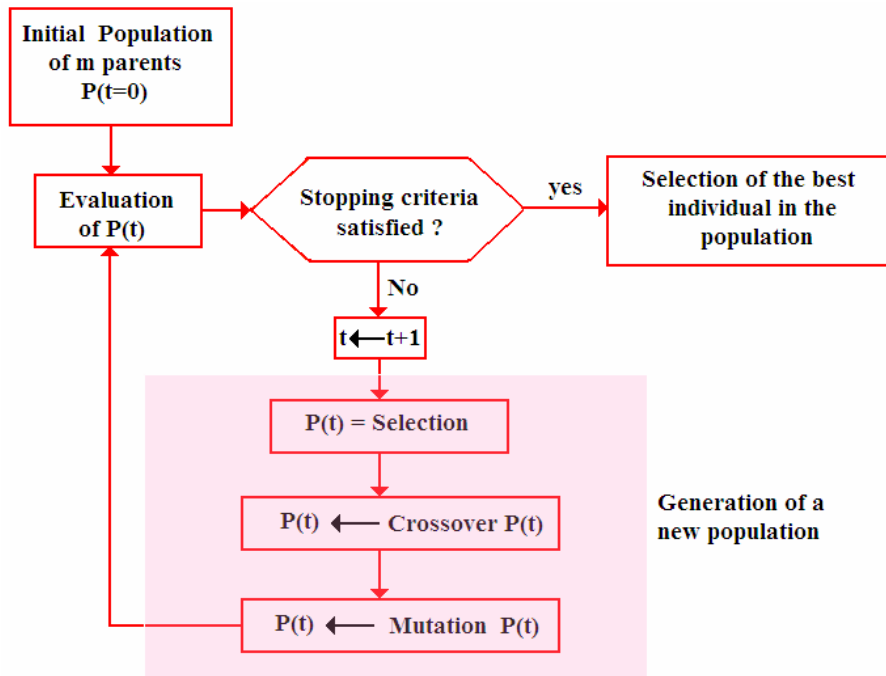 Initial Population
of m parents
P(t=0)
Evaluation
of P(t)
Stopping criteria
satisfied ?
yes
Selection of the best
individual in the
population
No
t ← t+1
P(t) = Selection
P(t) ← Crossover P(t)
P(t) ← Mutation P(t)
Generation of a
new population